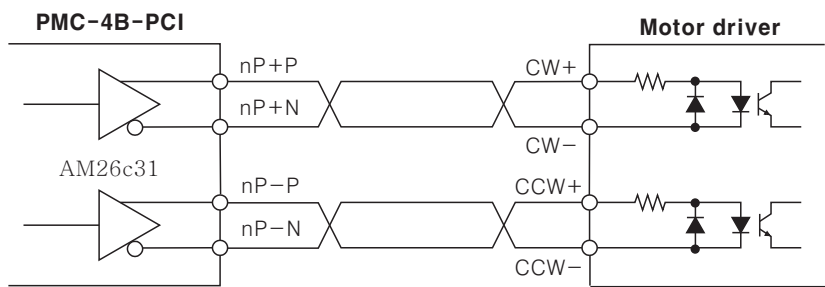 PMC-4B-PCI
Motor driver
nP+P
CW+
nP+N
CW-
AM26c31
nP-P
CCW+
nP-N
CCW-